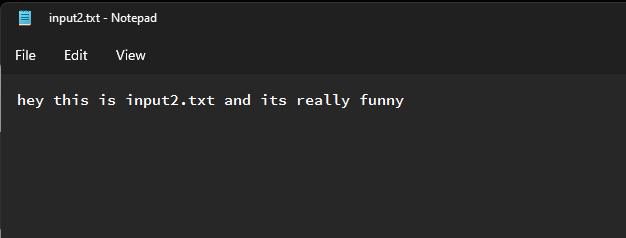 input2.txt - Notepad
File Edit View
hey this is input2.txt and its really funny